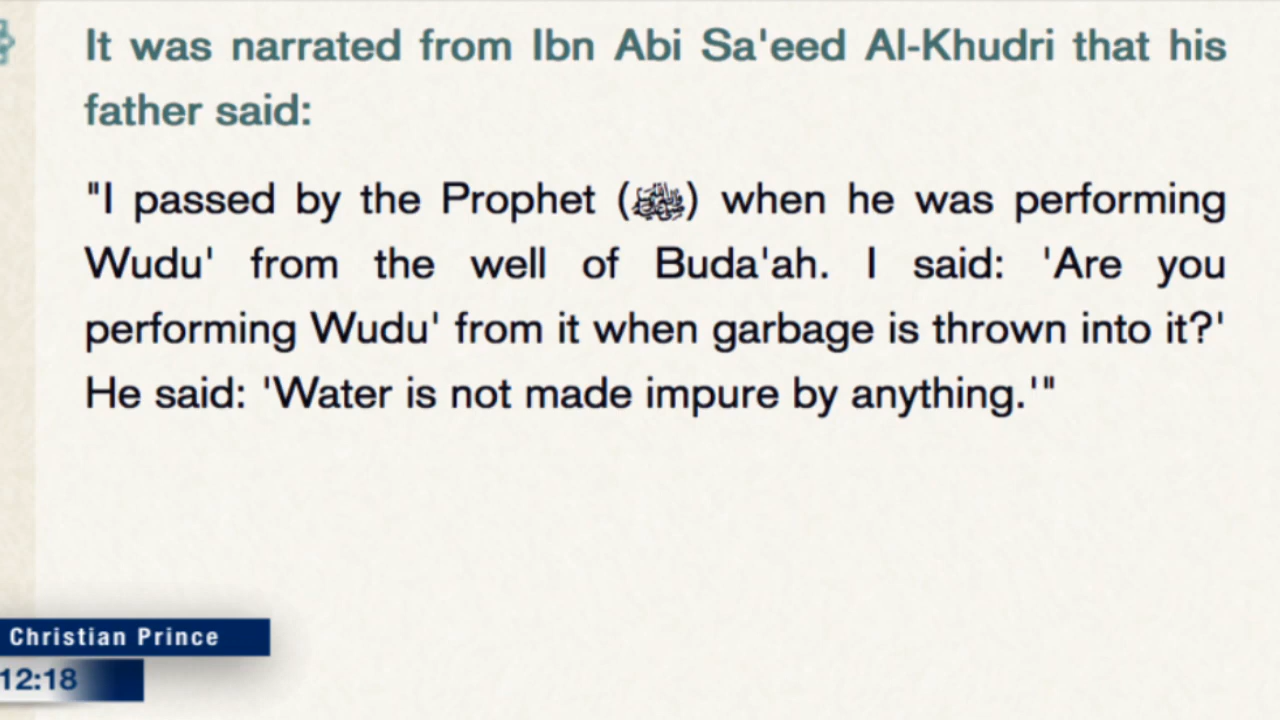 It was narrated from Ibn Abi Sa'eed Al-Khudri that his
father said:
"I passed by the Prophet (ﷺ) when he was performing
Wudu' from the well of Buda'ah. I said: 'Are you
performing Wudu' from it when garbage is thrown into it?'
He said: 'Water is not made impure by anything.'"
Christian Prince
12:18